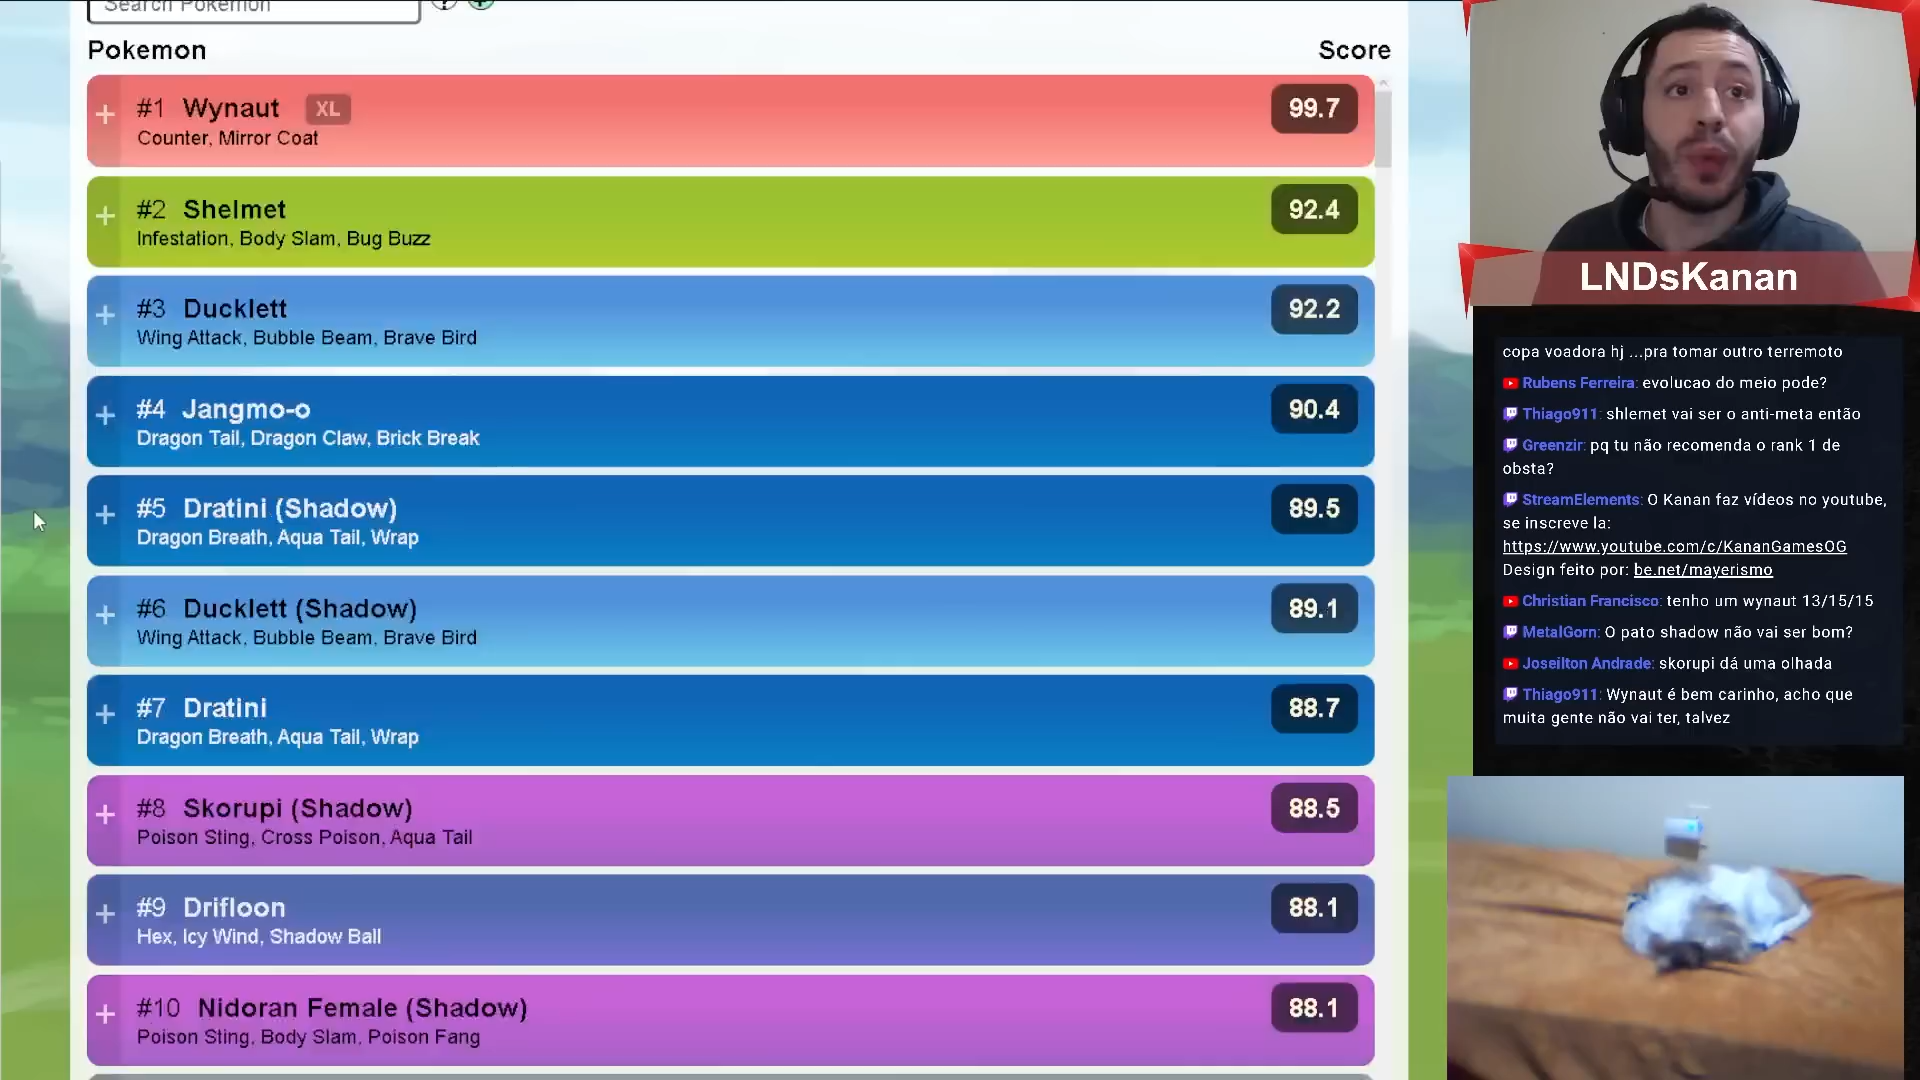 Search Pokemon
Pokemon
Score
#1 Wynaut XL
Counter, Mirror Coat
99.7
#2 Shelmet
Infestation, Body Slam, Bug Buzz
92.4
#3 Ducklett
Wing Attack, Bubble Beam, Brave Bird
92.2
#4 Jangmo-o
Dragon Tail, Dragon Claw, Brick Break
90.4
#5 Dratini (Shadow)
Dragon Breath, Aqua Tail, Wrap
89.5
#6 Ducklett (Shadow)
Wing Attack, Bubble Beam, Brave Bird
89.1
#7 Dratini
Dragon Breath, Aqua Tail, Wrap
88.7
#8 Skorupi (Shadow)
Poison Sting, Cross Poison, Aqua Tail
88.5
#9 Drifloon
Hex, Icy Wind, Shadow Ball
88.1
#10 Nidoran Female (Shadow)
Poison Sting, Body Slam, Poison Fang
88.1
LNDsKanan
copa voadora hj ...pra tomar outro terremoto
Rubens Ferreira: evolucao do meio pode?
Thiago911: shlemet vai ser o anti-meta então
Greenzir: pq tu não recomenda o rank 1 de
obsta?
StreamElements: O Kanan faz vídeos no youtube,
se inscreve la:
https://www.youtube.com/c/KananGamesOG
Design feito por: be.net/mayerismo
Christian Francisco: tenho um wynaut 13/15/15
MetalGorn: O pato shadow não vai ser bom?
Joseilton Andrade: skorupi dá uma olhada
Thiago911: Wynaut é bem carinho, acho que
muita gente não vai ter, talvez